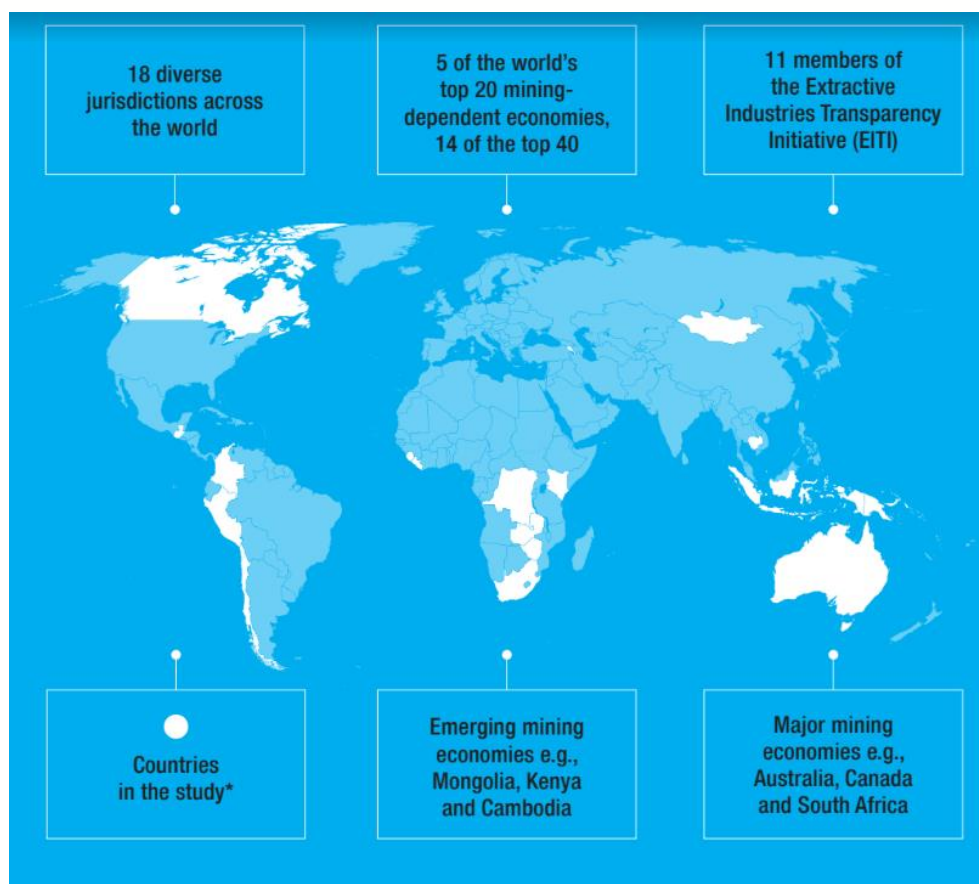 18 diverse
jurisdictions across
the world
5 of the world's
top 20 mining-
dependent economies,
14 of the top 40
11 members of
the Extractive
Industries Transparency
Initiative (EITI)
Countries
in the study*
Emerging mining
economies e.g.,
Mongolia, Kenya
and Cambodia
Major mining
economies e.g.,
Australia, Canada
and South Africa